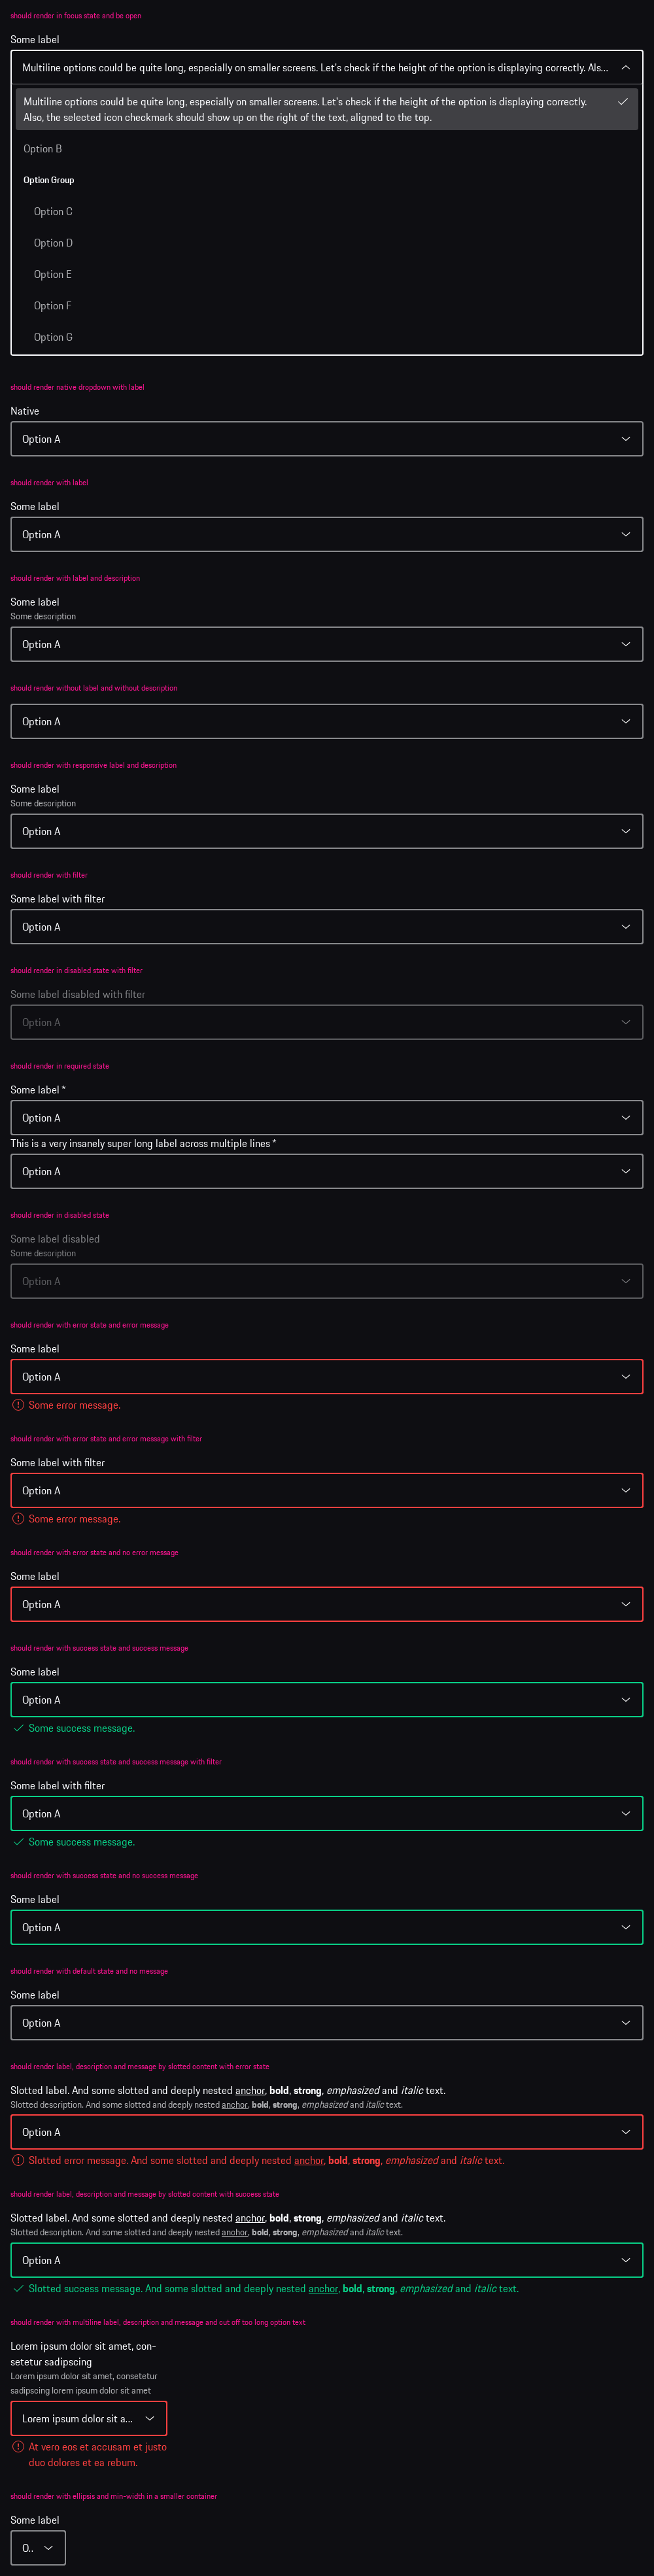 should render in focus state and be open
Some label
Multiline options could be quite long, especially on smaller screens. Let's check if the height of the option is displaying correctly. Als...
Multiline options could be quite long, especially on smaller screens. Let's check if the height of the option is displaying correctly.
Also, the selected icon checkmark should show up on the right of the text, aligned to the top.
Option B
Option Group
Option C
Option D
Option E
Option F
Option G
should render native dropdown with label
Native
Option A
should render with label
Some label
Option A
should render with label and description
Some label
Some description
Option A
should render without label and without description
Option A
should render with responsive label and description
Some label
Some description
Option A
should render with filter
Some label with filter
Option A
should render in disabled state with filter
Some label disabled with filter
Option A
should render in required state
Some label *
Option A
This is a very insanely super long label across multiple lines *
Option A
should render in disabled state
Some label disabled
Some description
Option A
should render with error state and error message
Some label
Option A
Some error message.
should render with error state and error message with filter
Some label with filter
Option A
Some error message.
should render with error state and no error message
Some label
Option A
should render with success state and success message
Some label
Option A
Some success message.
should render with success state and success message with filter
Some label with filter
Option A
Some success message.
should render with success state and no success message
Some label
Option A
should render with default state and no message
Some label
Option A
should render label, description and message by slotted content with error state
Slotted label. And some slotted and deeply nested anchor, bold, strong, emphasized and italic text.
Slotted description. And some slotted and deeply nested anchor, bold, strong, emphasized and italic text.
Option A
Slotted error message. And some slotted and deeply nested anchor, bold, strong, emphasized and italic text.
should render label, description and message by slotted content with success state
Slotted label. And some slotted and deeply nested anchor, bold, strong, emphasized and italic text.
Slotted description. And some slotted and deeply nested anchor, bold, strong, emphasized and italic text.
Option A
Slotted success message. And some slotted and deeply nested anchor, bold, strong, emphasized and italic text.
should render with multiline label, description and message and cut off too long option text
Lorem ipsum dolor sit amet, con-
setetur sadipscing
Lorem ipsum dolor sit amet, consetetur
sadipscing lorem ipsum dolor sit amet
Lorem ipsum dolor sit a...
At vero eos et accusam et justo
duo dolores et ea rebum.
should render with ellipsis and min-width in a smaller container
Some label
O...